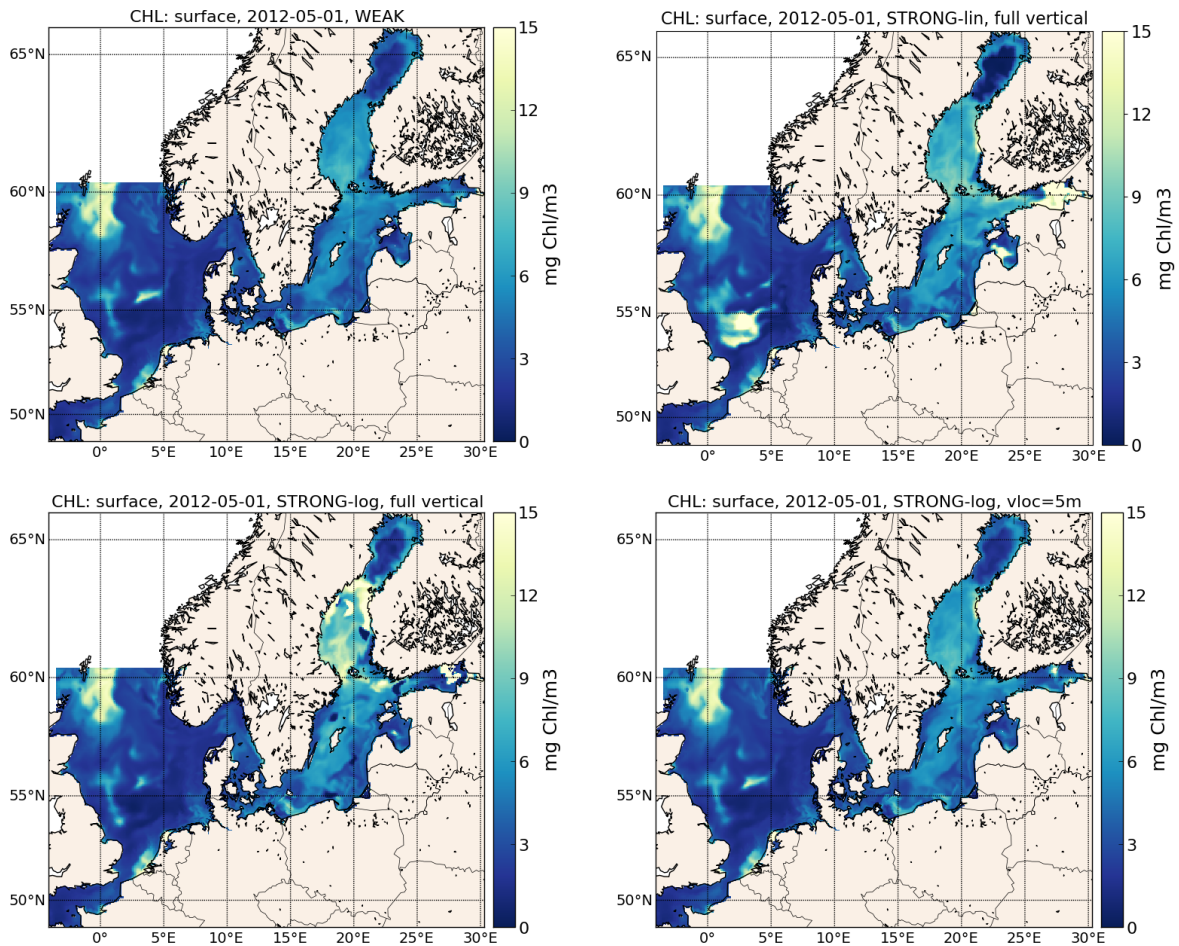 CHL: surface, 2012-05-01, WEAK
65°N
60°N
55°N
50°N
0°
5°E
10°E
15°E
20°E
25°E
30°E
15
12
9
6
3
0
mg Chl/m3
CHL: surface, 2012-05-01, STRONG-lin, full vertical
65°N
60°N
55°N
50°N
0°
5°E
10°E
15°E
20°E
25°E
30°E
15
12
9
6
3
0
mg Chl/m3
CHL: surface, 2012-05-01, STRONG-log, full vertical
65°N
60°N
55°N
50°N
0°
5°E
10°E
15°E
20°E
25°E
30°E
15
12
9
6
3
0
mg Chl/m3
CHL: surface, 2012-05-01, STRONG-log, vloc=5m
65°N
60°N
55°N
50°N
0°
5°E
10°E
15°E
20°E
25°E
30°E
15
12
9
6
3
0
mg Chl/m3